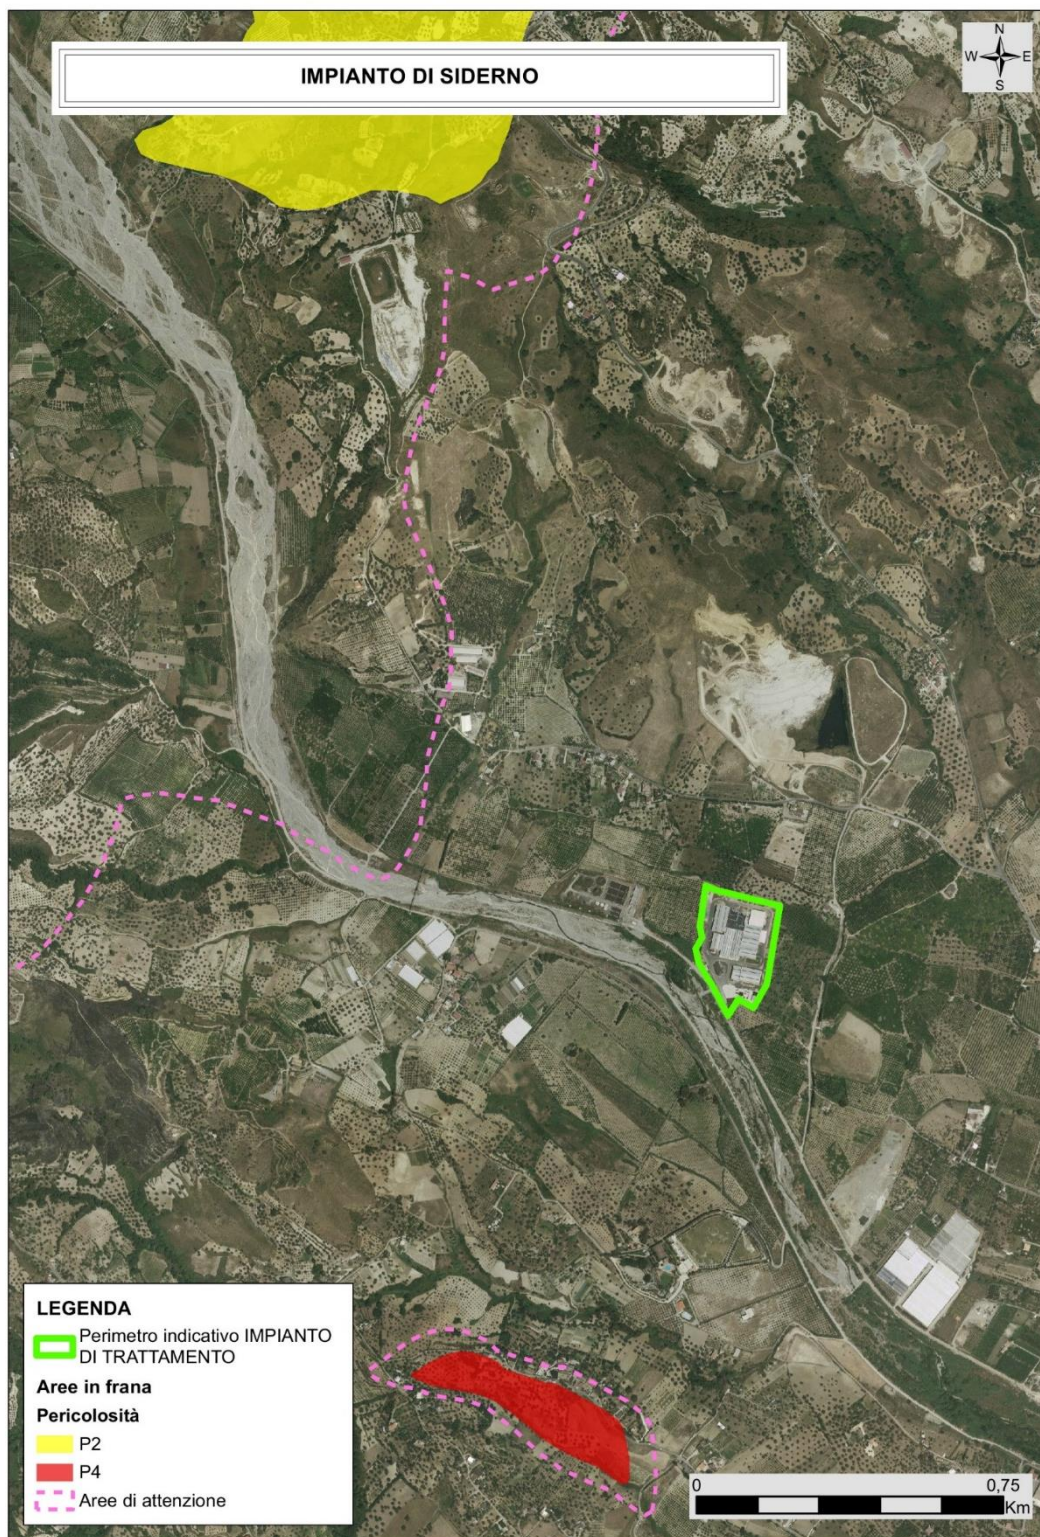 IMPIANTO DI SIDERNO
N
W E
S
LEGENDA
Perimetro indicativo IMPIANTO
DI TRATTAMENTO
Aree in frana
Pericolosità
P2
P4
Aree di attenzione
0 0,75
Km